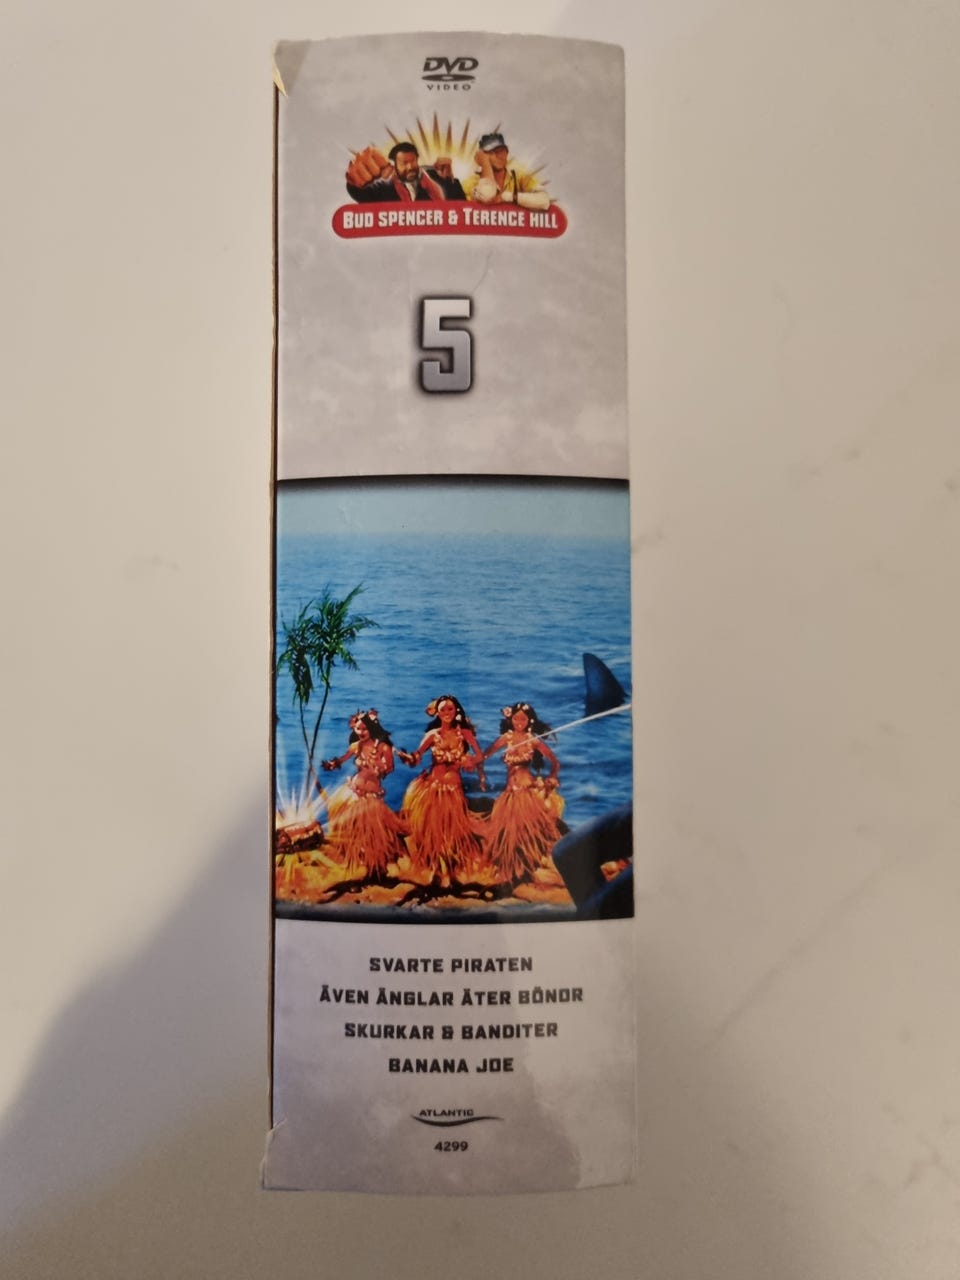 DVD
VIDEO
BUD SPENCER & TERENCE HILL
5
SVARTE PIRATEN
ÄVEN ÄNGLAR ÄTER BÖNOR
SKURKAR & BANDITER
BANANA JOE
ATLANTIC
4299